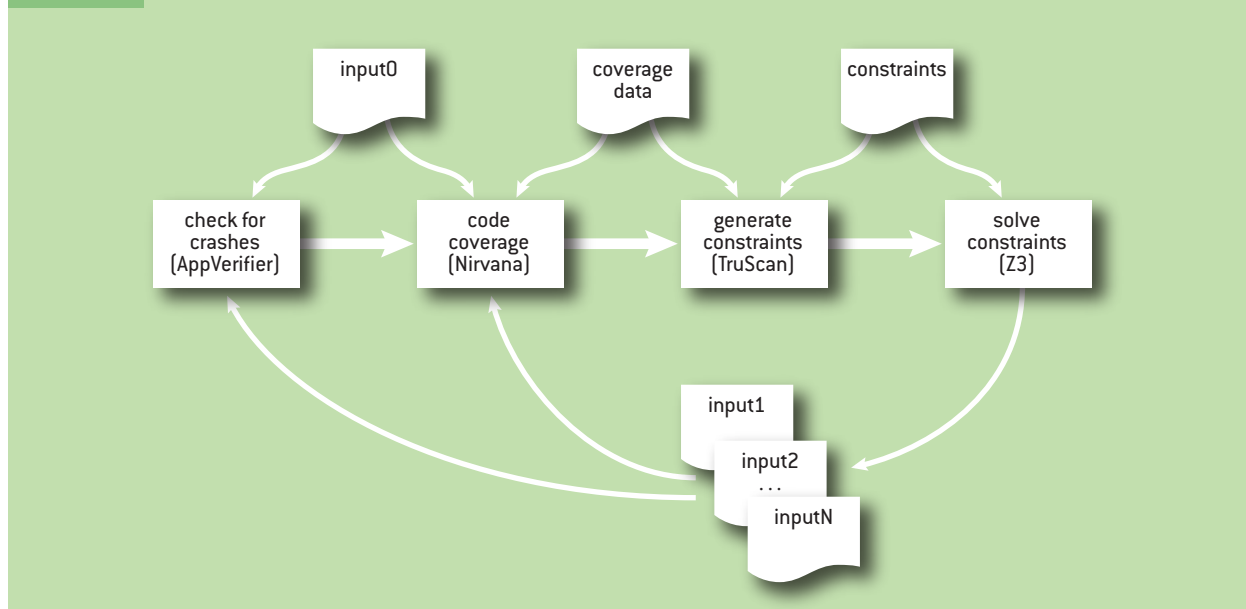 input0
coverage
data
constraints
check for
crashes
(AppVerifier)
code
coverage
(Nirvana)
generate
constraints
(TruScan)
solve
constraints
(Z3)
input1
input2
...
inputN